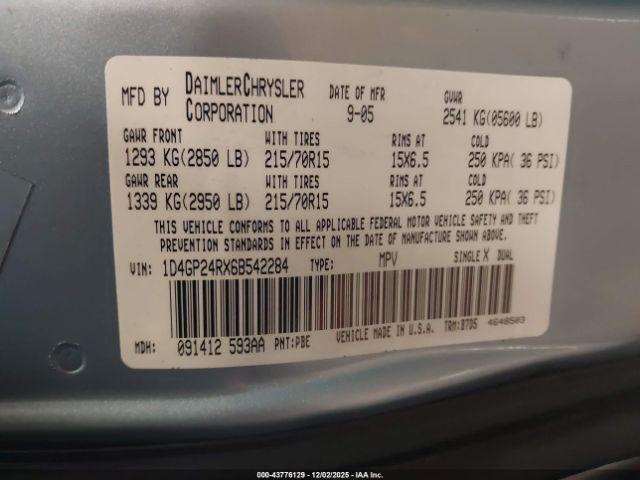 MFD BY DAIMLERCHRYSLER CORPORATION DATE OF MFR 9-05 GVWR 2541 KG(05600 LB)
GAWR FRONT WITH TIRES RIMS AT COLD
1293 KG(2850 LB) 215/70R15 15X6.5 250 KPA( 36 PSI)
GAWR REAR WITH TIRES RIMS AT COLD
1339 KG(2950 LB) 215/70R15 15X6.5 250 KPA( 36 PSI)
THIS VEHICLE CONFORMS TO ALL APPLICABLE FEDERAL MOTOR VEHICLE SAFETY AND THEFT
PREVENTION STANDARDS IN EFFECT ON THE DATE OF MANUFACTURE SHOWN ABOVE.
VIN: 1D4GP24RX6B542284 TYPE: MPV SINGLE X DUAL
MDH: 091412 593AA PNT:PBE VEHICLE MADE IN U.S.A. TRM:B7D5 4648503
000-43776129 - 12/02/2025 - IAA, Inc.